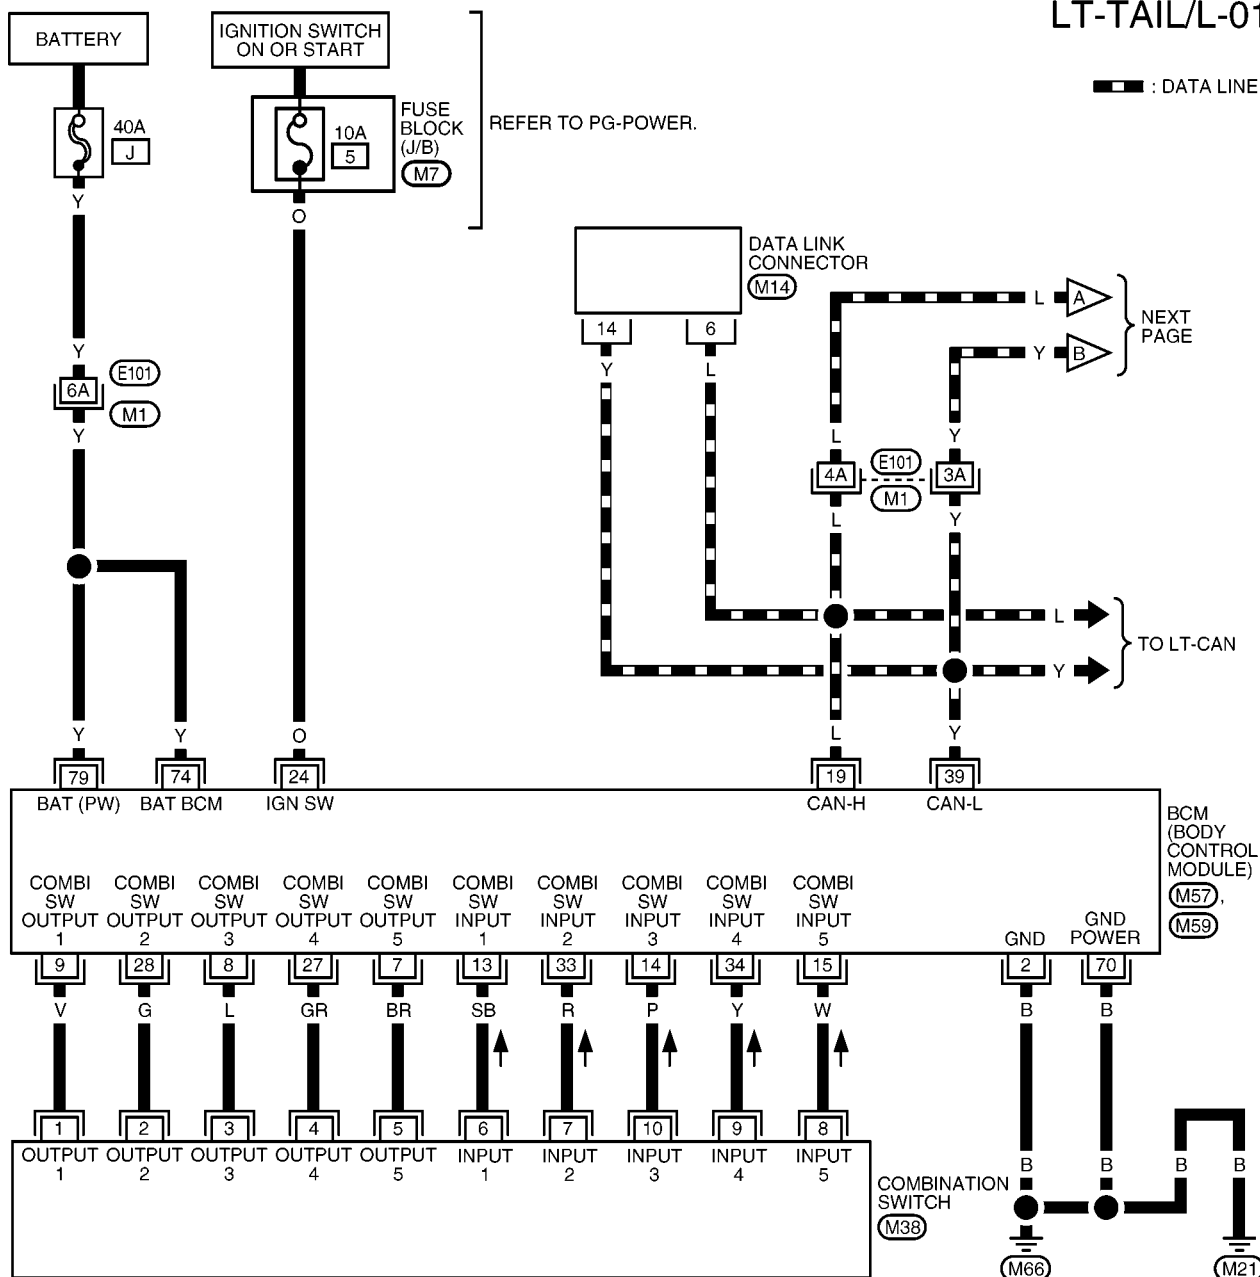 LT-TAIL/L-01
BATTERY
IGNITION SWITCH
ON OR START
: DATA LINE
40A
J
10A
5
FUSE
BLOCK
(J/B)
M7
REFER TO PG-POWER.
Y
O
DATA LINK
CONNECTOR
M14
14
6
Y
L
L
A
Y
B
NEXT
PAGE
Y
6A
E101
M1
Y
L
Y
4A
E101
M1
3A
L
Y
L
Y
TO LT-CAN
Y
Y
O
L
Y
79
74
24
19
39
BAT (PW)
BAT BCM
IGN SW
CAN-H
CAN-L
BCM
(BODY
CONTROL
MODULE)
M57,
M59
COMBI
SW
OUTPUT
1
COMBI
SW
OUTPUT
2
COMBI
SW
OUTPUT
3
COMBI
SW
OUTPUT
4
COMBI
SW
OUTPUT
5
COMBI
SW
INPUT
1
COMBI
SW
INPUT
2
COMBI
SW
INPUT
3
COMBI
SW
INPUT
4
COMBI
SW
INPUT
5
GND
GND
POWER
9
28
8
27
7
13
33
14
34
15
2
70
V
G
L
GR
BR
SB
R
P
Y
W
B
B
1
2
3
4
5
6
7
10
9
8
OUTPUT
1
OUTPUT
2
OUTPUT
3
OUTPUT
4
OUTPUT
5
INPUT
1
INPUT
2
INPUT
3
INPUT
4
INPUT
5
COMBINATION
SWITCH
M38
B
B
B
B
M66
M21